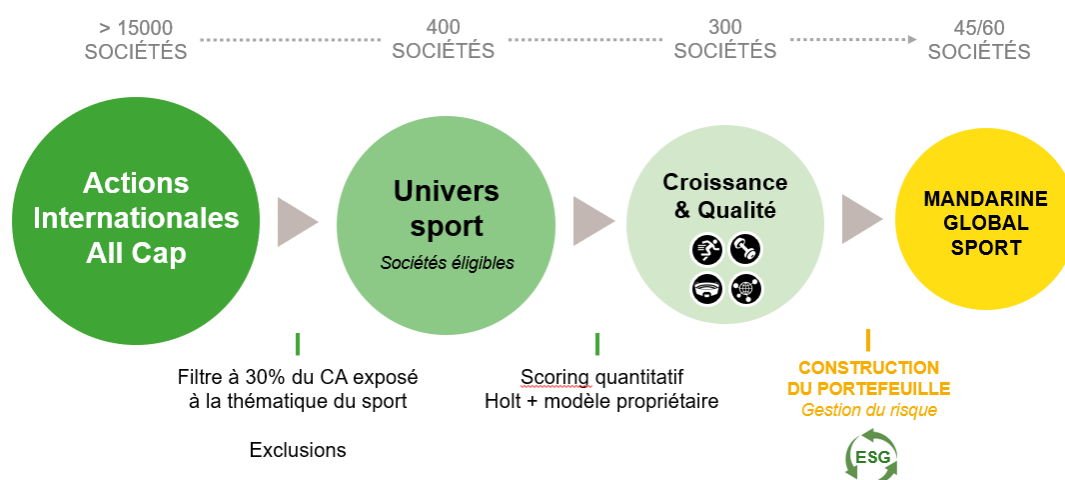 > 15000
SOCIÉTÉS
400
SOCIÉTÉS
300
SOCIÉTÉS
45/60
SOCIÉTÉS
Actions
Internationales
All Cap
Univers
sport
Sociétés éligibles
Croissance
& Qualité
MANDARINE
GLOBAL
SPORT
Filtre à 30% du CA exposé
à la thématique du sport
Exclusions
Scoring quantitatif
Holt + modèle propriétaire
CONSTRUCTION
DU PORTEFEUILLE
Gestion du risque
ESG